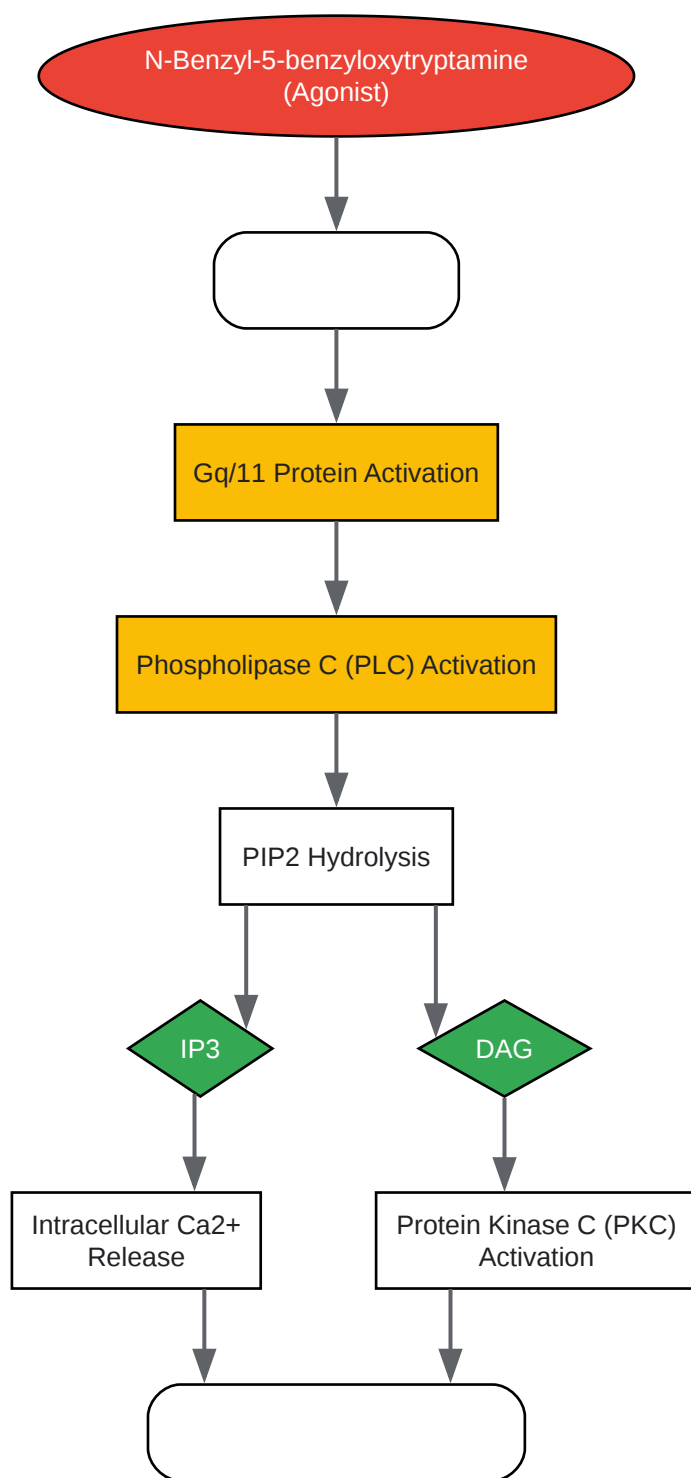 N-Benzyl-5-benzyloxytryptamine
(Agonist)
Gq/11 Protein Activation
Phospholipase C (PLC) Activation
PIP2 Hydrolysis
IP3
DAG
Intracellular Ca2+
Release
Protein Kinase C (PKC)
Activation